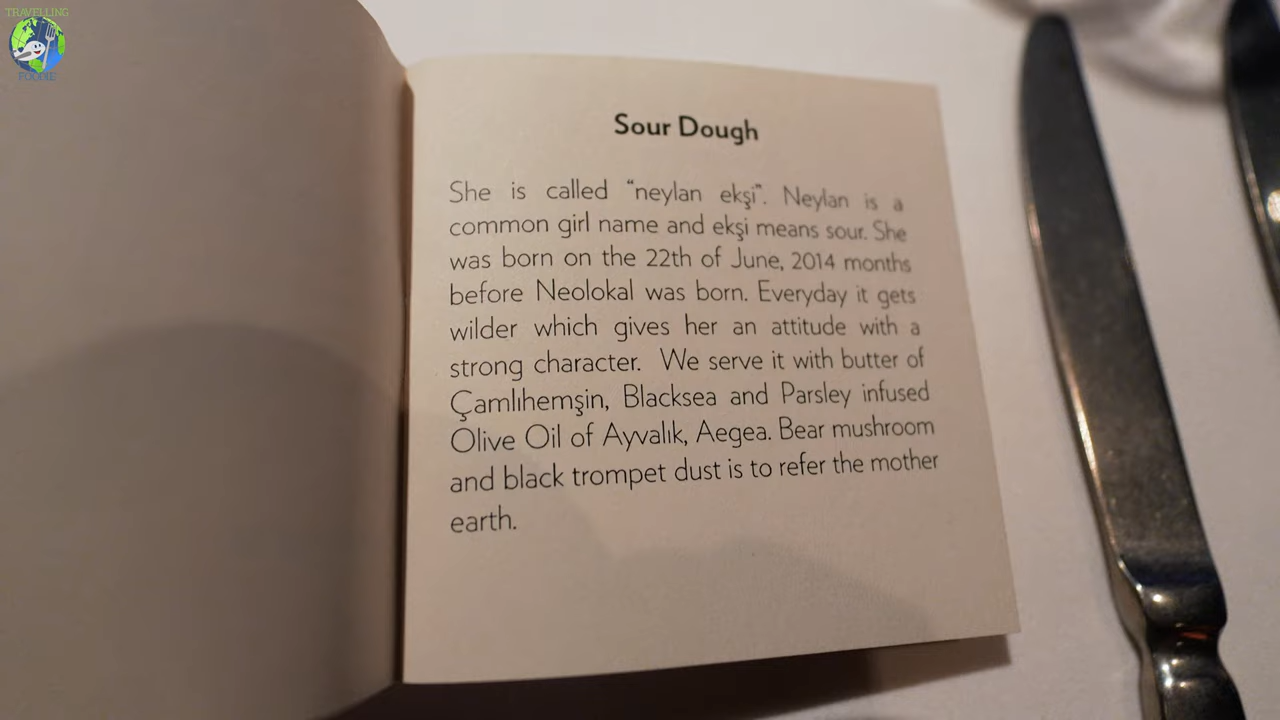 TRAVELLING
FOODIE
Sour Dough
She is called “neylan ekşi”. Neylan is a
common girl name and ekşi means sour. She
was born on the 22th of June, 2014 months
before Neolokal was born. Everyday it gets
wilder which gives her an attitude with a
strong character. We serve it with butter of
Çamlıhemşin, Blacksea and Parsley infused
Olive Oil of Ayvalık, Aegea. Bear mushroom
and black trompet dust is to refer the mother
earth.